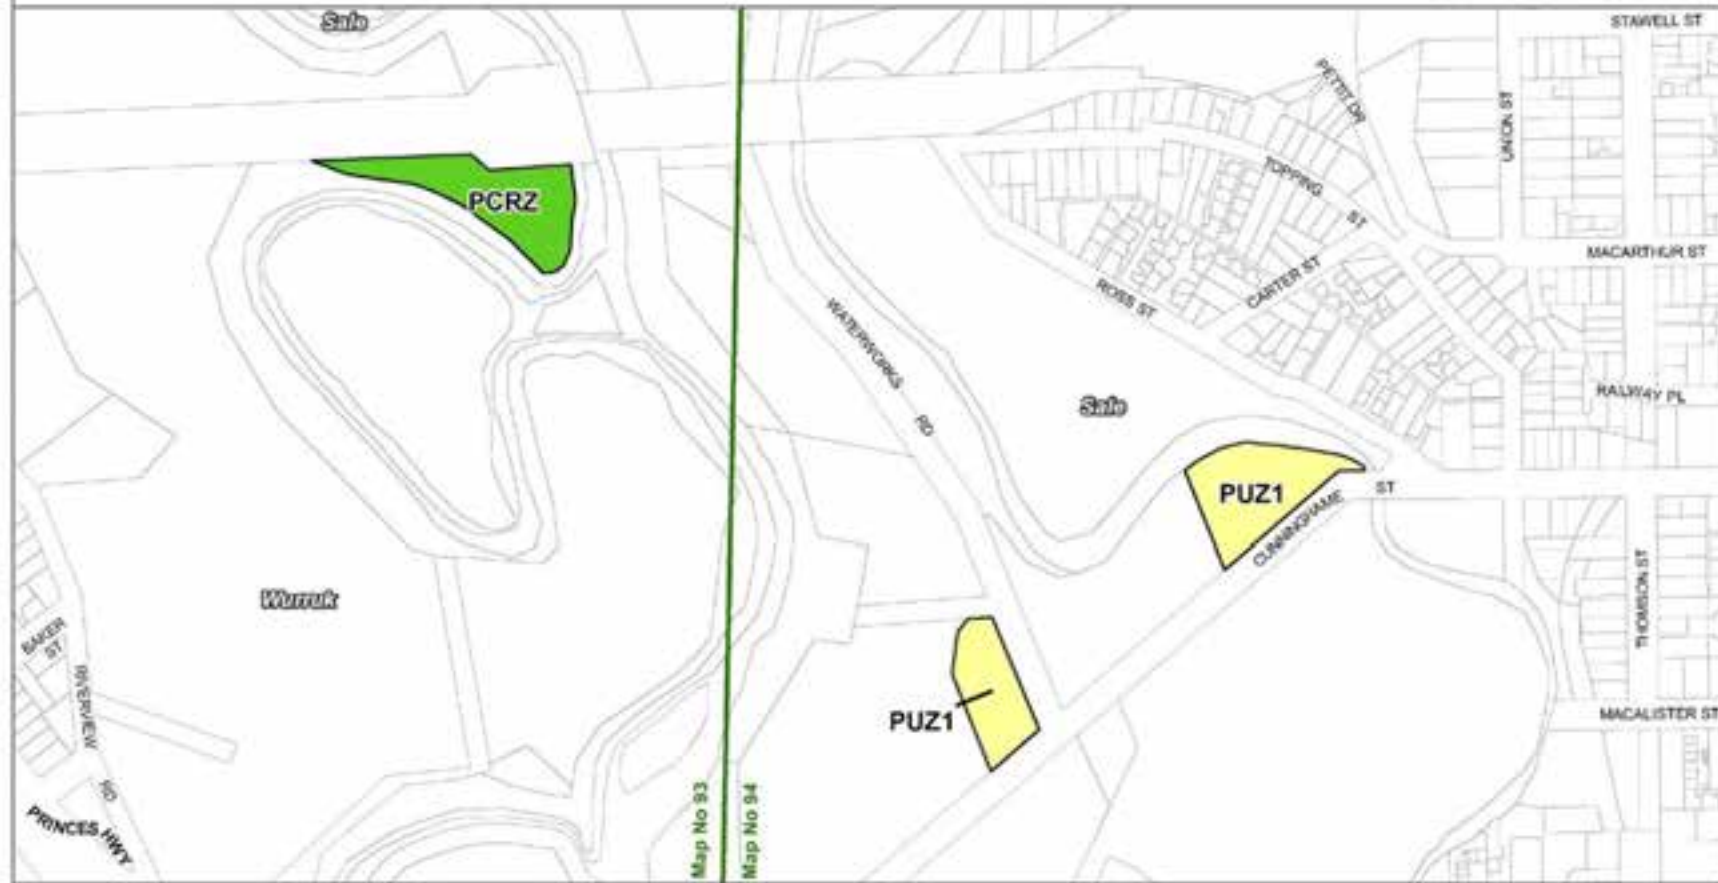 Sale
STAWELL ST
PETIT DR
UNION ST
PCRZ
TOPPING
ST
MACARTHUR ST
CARTER ST
ROSS ST
WATERWORKS
RD
RAILWAY PL
Sale
PUZ1
ST
CUNNINGHAME
Wurruk
THOMSON ST
BAKER
ST
RIVERVIEW
RD
PUZ1
MACALISTER ST
PRINCES HWY
Map No 93
Map No 94